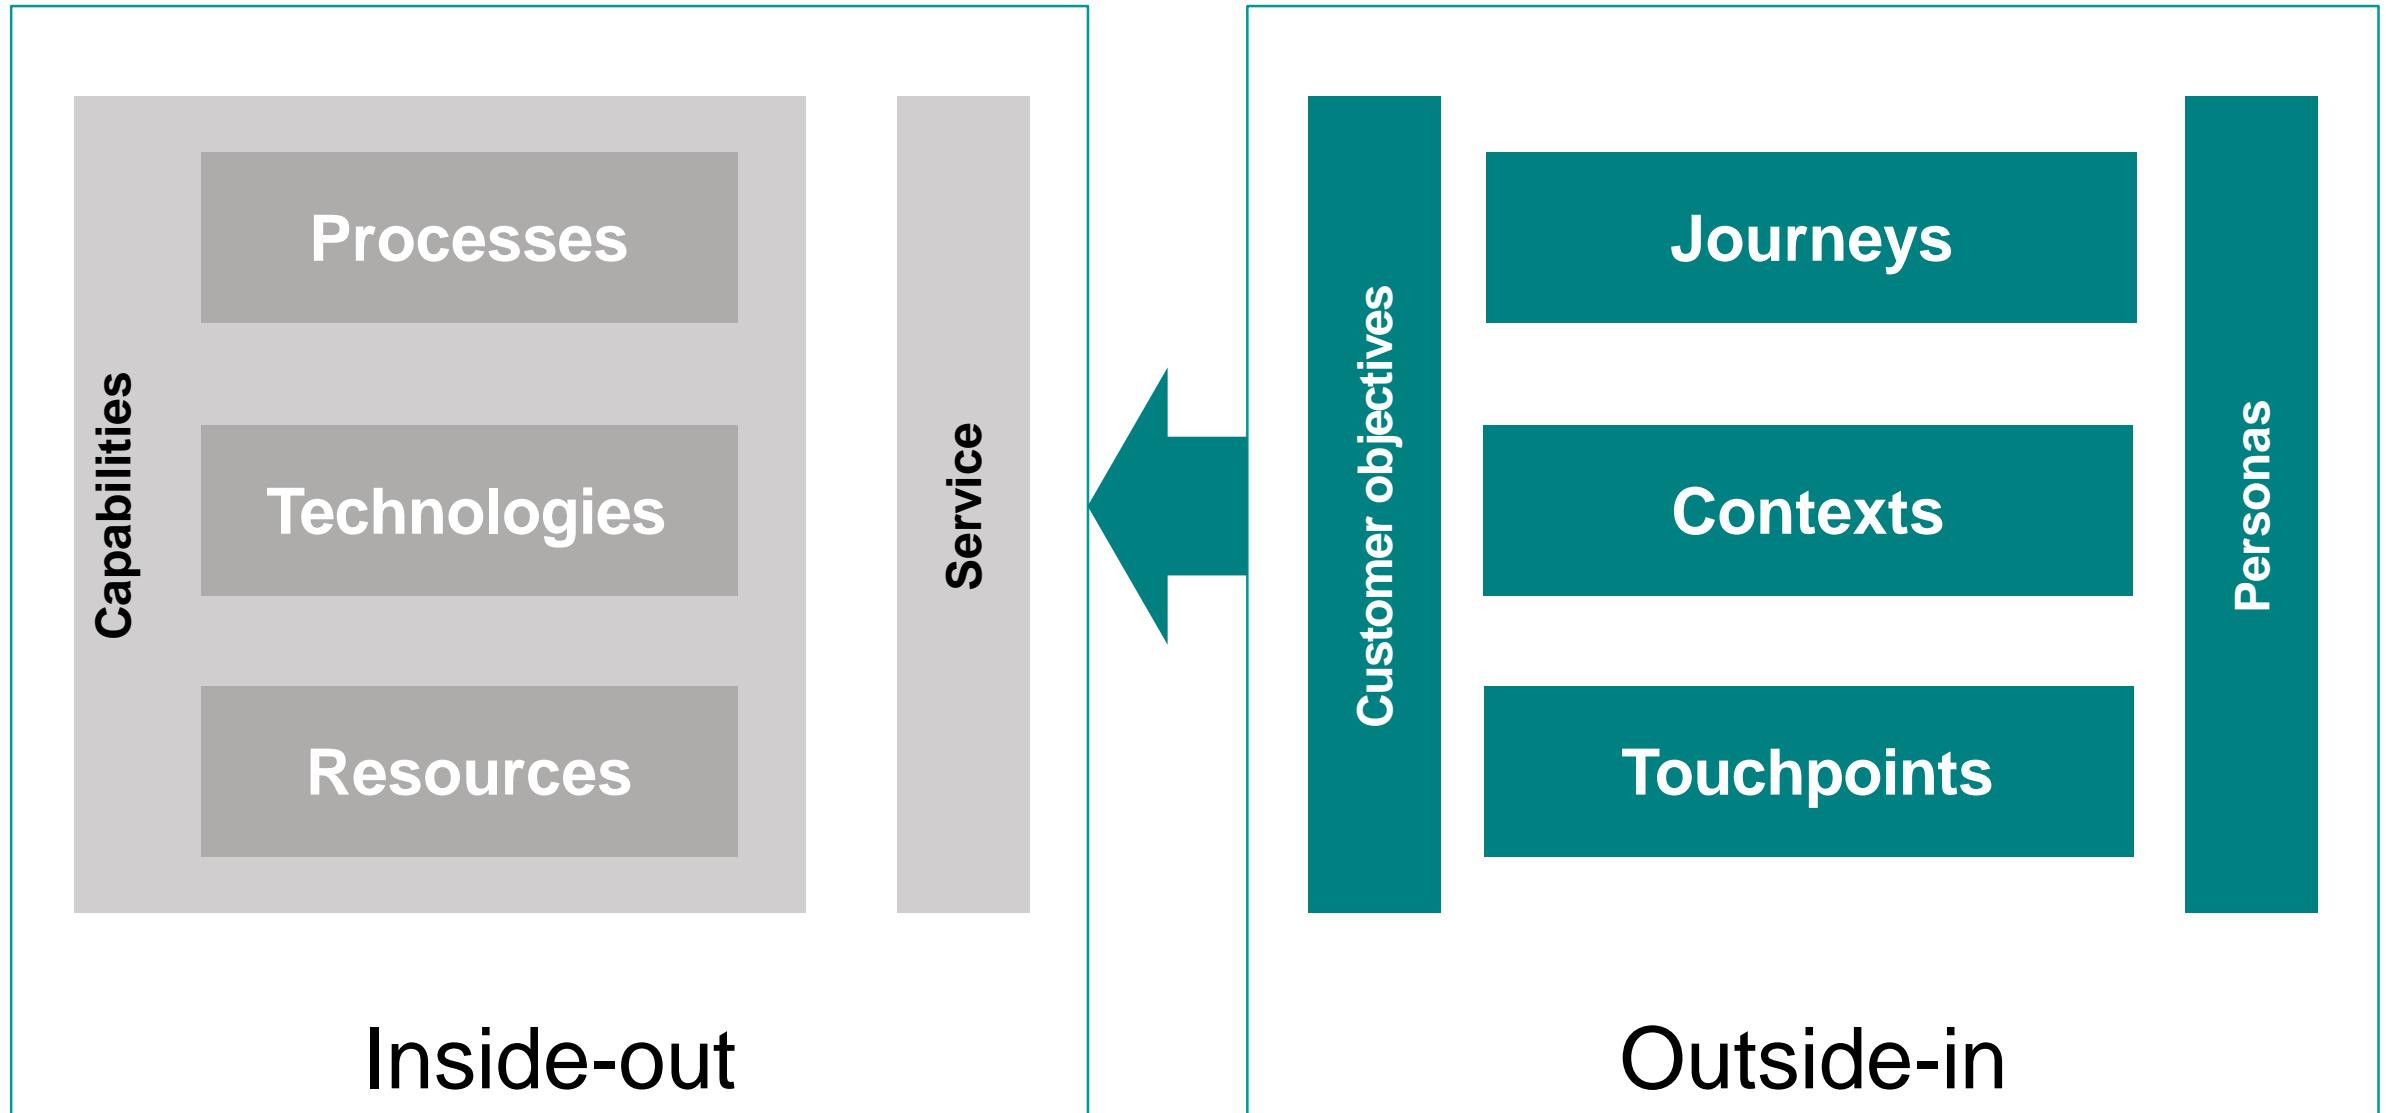 Capabilities
Processes
Technologies
Resources
Service
Inside-out
Customer objectives
Journeys
Contexts
Touchpoints
Personas
Outside-in